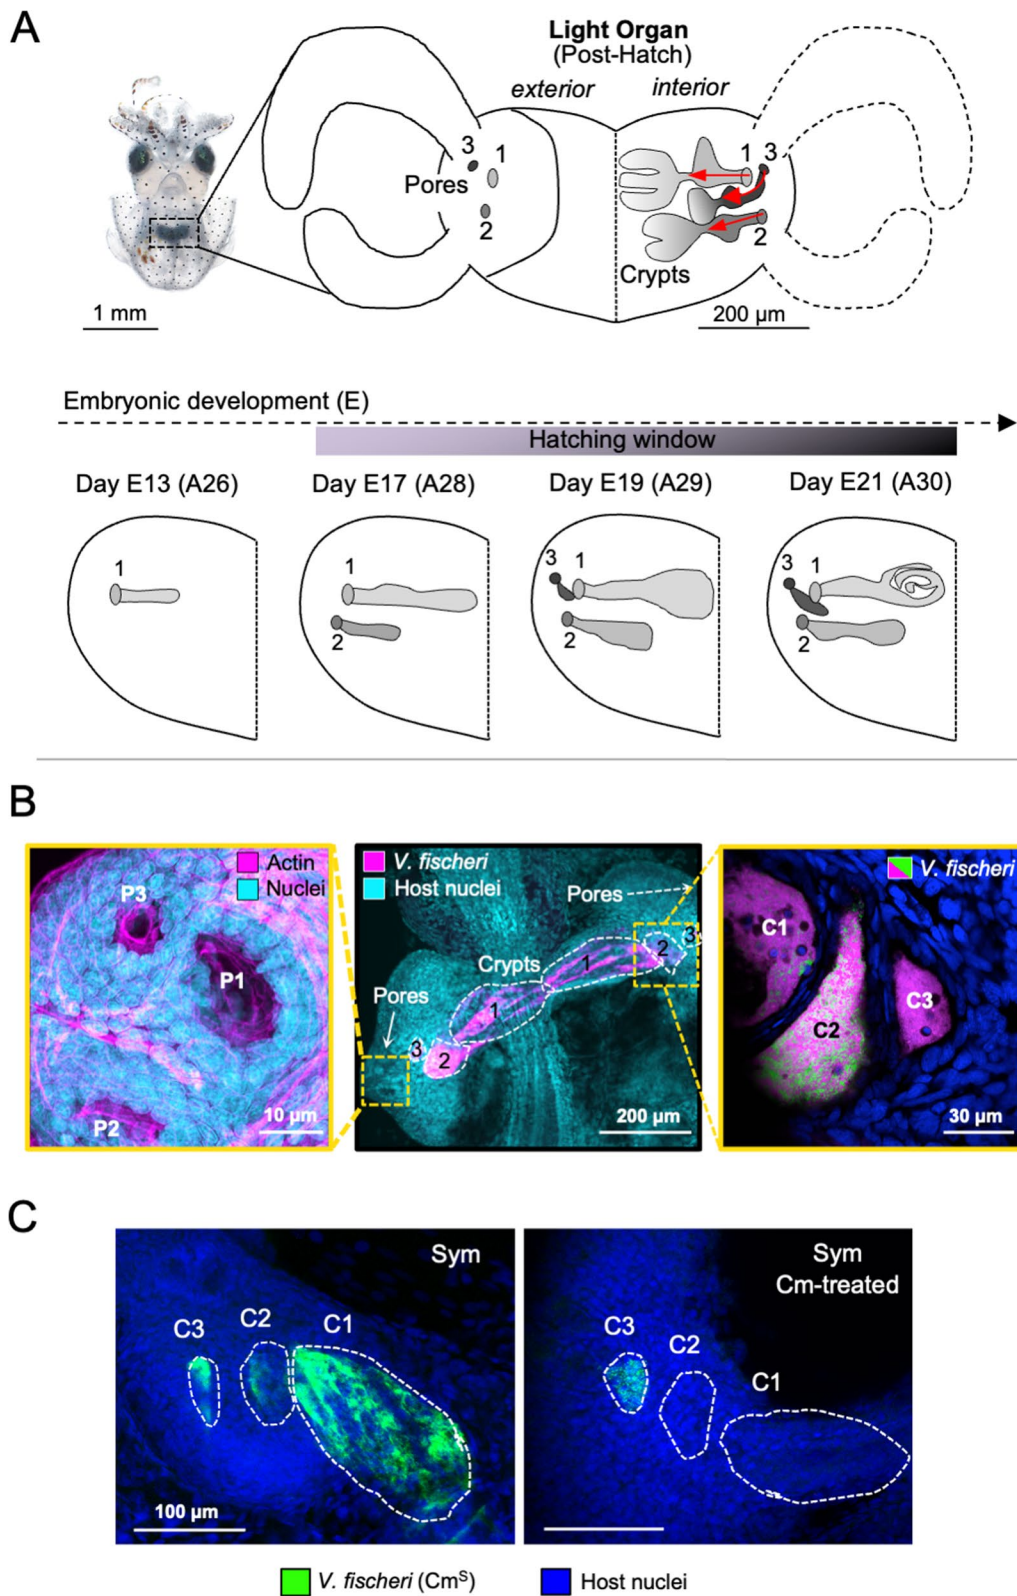 A
Light Organ
(Post-Hatch)
exterior interior
3
1
Pores
2
1 3
2
Crypts
1 mm
200 µm
Embryonic development (E)
Hatching window
Day E13 (A26) Day E17 (A28) Day E19 (A29) Day E21 (A30)
1
1
2
3 1
2
3 1
2
B
Actin
Nuclei
P3
P1
P2
10 µm
V. fischeri
Host nuclei
Pores
Crypts
Pores
1
2
3
1
3
2
200 µm
V. fischeri
C1
C2
C3
30 µm
C
Sym
C3 C2 C1
100 µm
Sym
Cm-treated
C3
C2
C1
V. fischeri (Cmˢ) Host nuclei